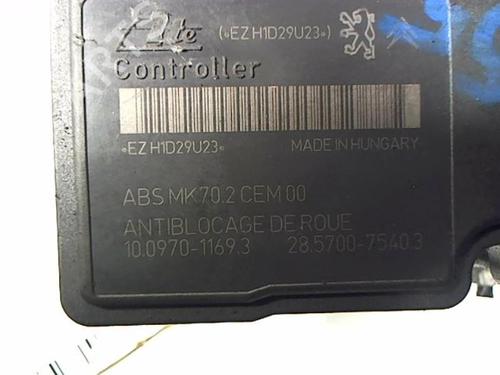 Ate («EZ H1D29U23»)
Controller
«EZ H1D29U23» MADE IN HUNGARY
ABS MK70.2 CEM 00
ANTIBLOCAGE DE ROUE
10.0970-1169.3 28.5700-7540.3